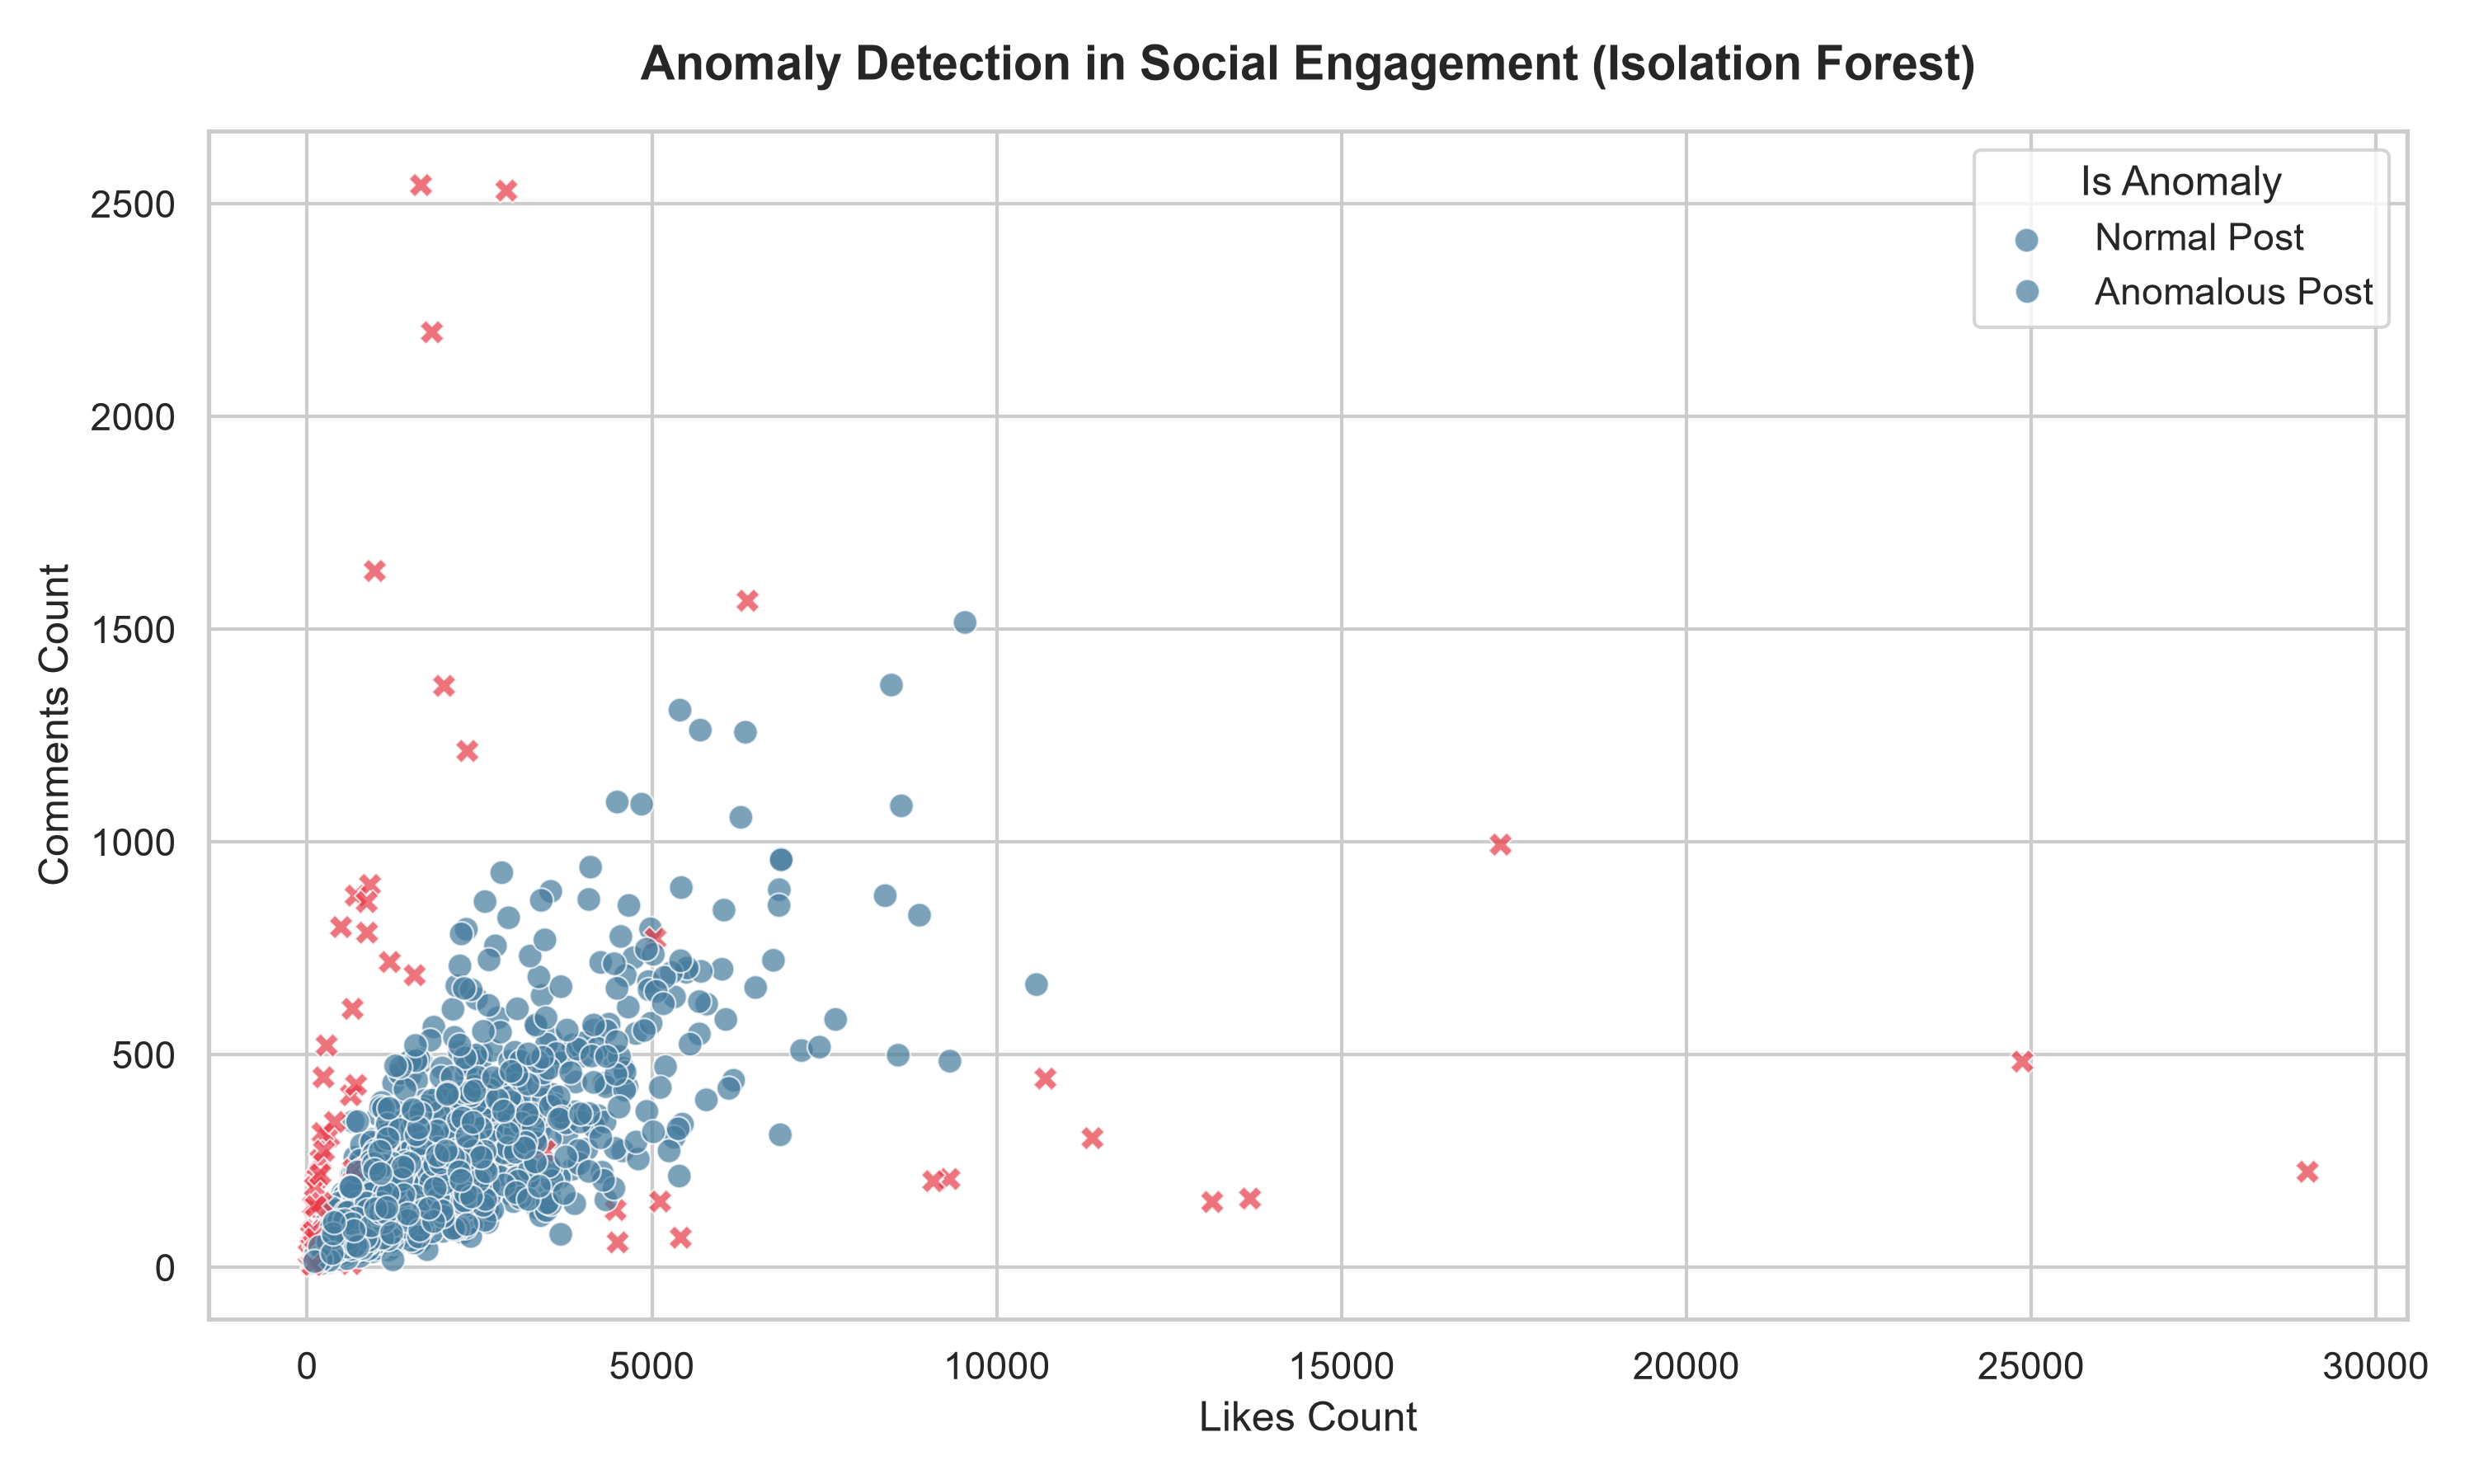 Anomaly Detection in Social Engagement (Isolation Forest)
Is Anomaly
Normal Post
Anomalous Post
2500
2000
1500
1000
500
0
Comments Count
0 5000 10000 15000 20000 25000 30000
Likes Count